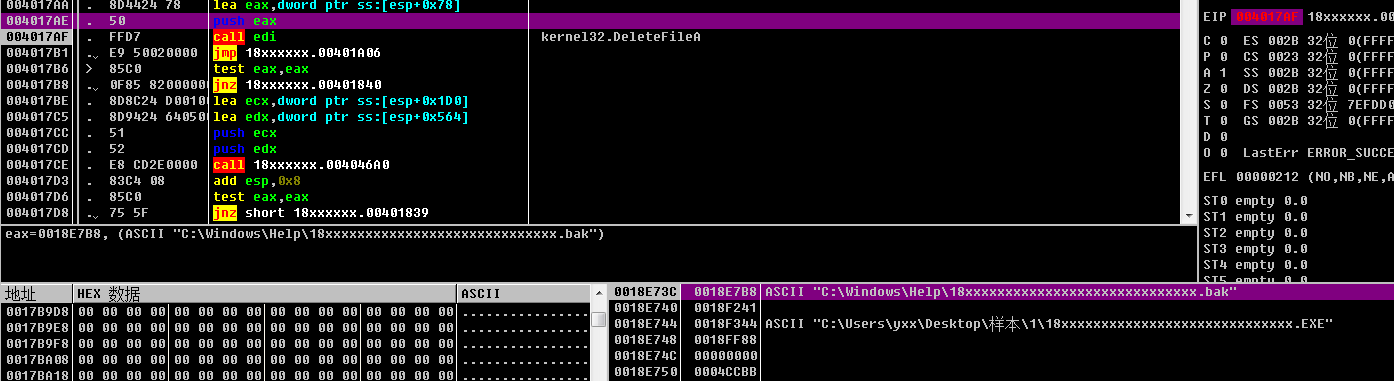 004017AA . 8D4424 78 lea eax,dword ptr ss:[esp+0x78]
004017AE . 50 push eax
004017AF . FFD7 call edi kernel32.DeleteFileA
004017B1 . E9 50020000 jmp 18xxxxxx.00401A06
004017B6 > 85C0 test eax,eax
004017B8 . 0F85 82000000 jnz 18xxxxxx.00401840
004017BE . 8D8C24 D00100 lea ecx,dword ptr ss:[esp+0x1D0]
004017C5 . 8D9424 640500 lea edx,dword ptr ss:[esp+0x564]
004017CC . 51 push ecx
004017CD . 52 push edx
004017CE . E8 CD2E0000 call 18xxxxxx.004046A0
004017D3 . 83C4 08 add esp,0x8
004017D6 . 85C0 test eax,eax
004017D8 . 75 5F jnz short 18xxxxxx.00401839
eax=0018E7B8, (ASCII "C:\Windows\Help\18xxxxxxxxxxxxxxxxxxxxxxxxxxxxxx.bak")
地址 HEX 数据 ASCII
0017B9D8 00 00 00 00 00 00 00 00 00 00 00 00 00 00 00 00 ................
0017B9E8 00 00 00 00 00 00 00 00 00 00 00 00 00 00 00 00 ................
0017B9F8 00 00 00 00 00 00 00 00 00 00 00 00 00 00 00 00 ................
0017BA08 00 00 00 00 00 00 00 00 00 00 00 00 00 00 00 00 ................
0017BA18 00 00 00 00 00 00 00 00 00 00 00 00 00 00 00 00 ................
0018E73C 0018E7B8 ASCII "C:\Windows\Help\18xxxxxxxxxxxxxxxxxxxxxxxxxxxxxx.bak"
0018E740 0018F241
0018E744 0018F344 ASCII "C:\Users\yxx\Desktop\样本\1\18xxxxxxxxxxxxxxxxxxxxxxxxxxxxxx.EXE"
0018E748 0018FF88
0018E74C 00000000
0018E750 0004CCBB
EIP 004017AF 18xxxxxx.00
C 0 ES 002B 32位 0(FFFF
P 0 CS 0023 32位 0(FFFF
A 1 SS 002B 32位 0(FFFF
Z 0 DS 002B 32位 0(FFFF
S 0 FS 0053 32位 7EFDD0
T 0 GS 002B 32位 0(FFFF
D 0
O 0 LastErr ERROR_SUCCE
EFL 00000212 (NO,NB,NE,A
ST0 empty 0.0
ST1 empty 0.0
ST2 empty 0.0
ST3 empty 0.0
ST4 empty 0.0
ST5 empty 0.0